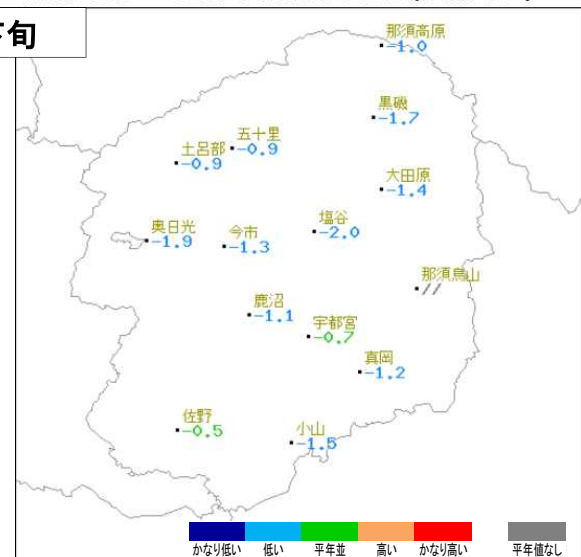 下旬
那須高原
-1.0
黒磯
-1.7
五十里
-0.9
土呂部
-0.9
大田原
-1.4
塩谷
-2.0
奥日光
-1.9
今市
-1.3
那須烏山
//
鹿沼
-1.1
宇都宮
-0.7
真岡
-1.2
佐野
-0.5
小山
-1.5
かなり低い 低い 平年並 高い かなり高い 平年値なし